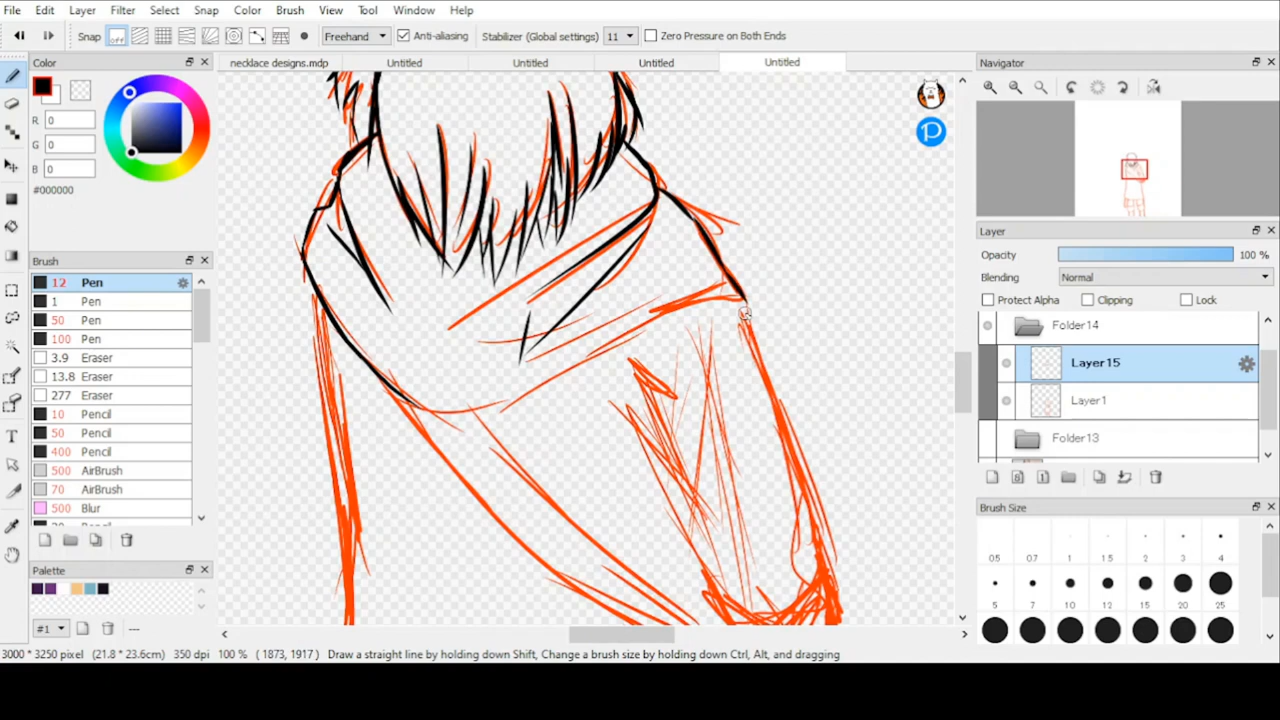 File Edit Layer Filter Select Snap Color Brush View Tool Window Help
Snap off Freehand Anti-aliasing Stabilizer (Global settings) 11 Zero Pressure on Both Ends
Color
necklace designs.mdp Untitled Untitled Untitled Untitled
Navigator
R 0
G 0
B 0
#000000
Layer
Opacity 100 %
Blending Normal
Protect Alpha Clipping Lock
Folder14
Layer15
Layer1
Folder13
Brush
12 Pen
1 Pen
50 Pen
100 Pen
3.9 Eraser
13.8 Eraser
277 Eraser
10 Pencil
50 Pencil
400 Pencil
500 AirBrush
70 AirBrush
500 Blur
Brush Size
0.5 0.7 1 1.5 2 3 4
5 7 10 12 15 20 25
Palette
#1 ---
3000 * 3250 pixel (21.8 * 23.6cm) 350 dpi 100 % ( 1873, 1917 ) Draw a straight line by holding down Shift, Change a brush size by holding down Ctrl, Alt, and dragging